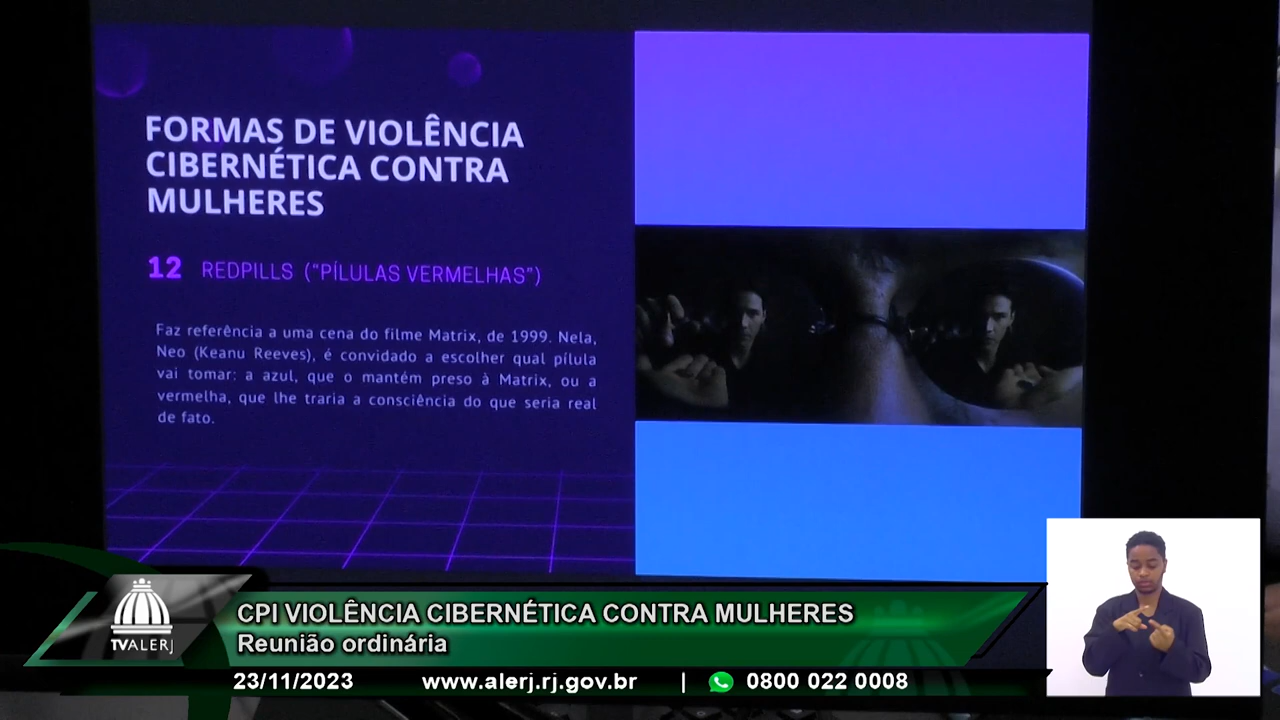 FORMAS DE VIOLÊNCIA
CIBERNÉTICA CONTRA
MULHERES
12 REDPILLS ("PÍLULAS VERMELHAS")
Faz referência a uma cena do filme Matrix, de 1999. Nela,
Neo (Keanu Reeves), é convidado a escolher qual pílula
vai tomar: a azul, que o mantém preso à Matrix, ou a
vermelha, que lhe traria a consciência do que seria real
de fato.
TVALERJ
CPI VIOLÊNCIA CIBERNÉTICA CONTRA MULHERES
Reunião ordinária
23/11/2023 www.alerj.rj.gov.br | 0800 022 0008